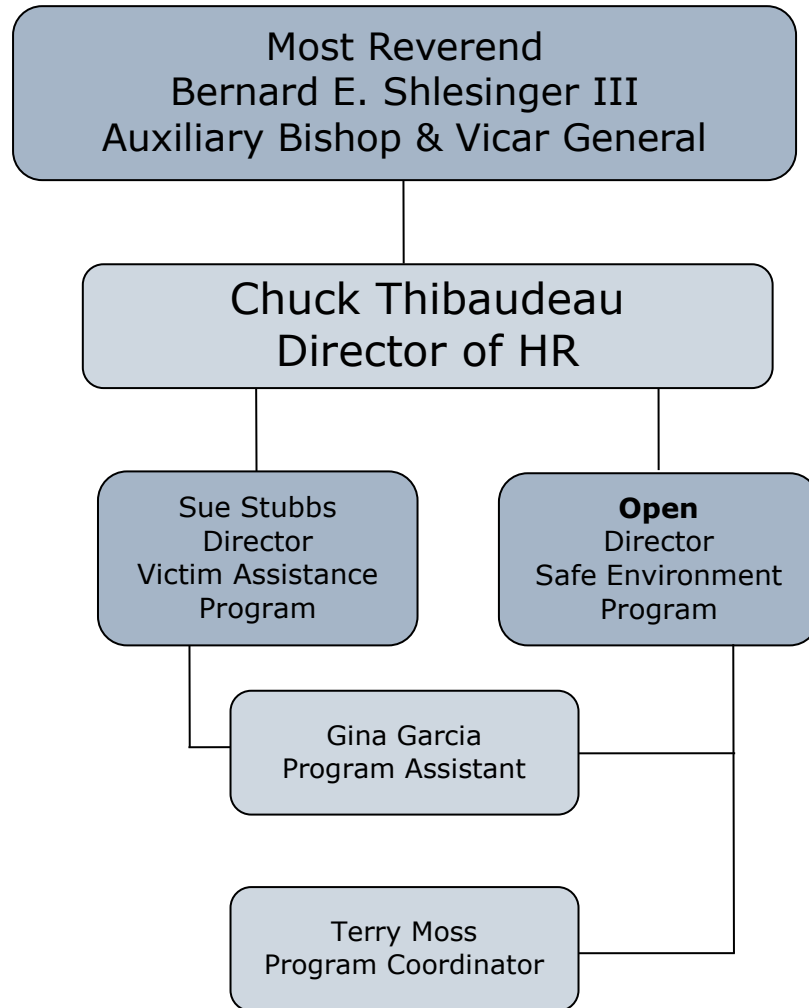 Most Reverend
Bernard E. Shlesinger III
Auxiliary Bishop & Vicar General
Chuck Thibaudeau
Director of HR
Sue Stubbs
Director
Victim Assistance
Program
Open
Director
Safe Environment
Program
Gina Garcia
Program Assistant
Terry Moss
Program Coordinator